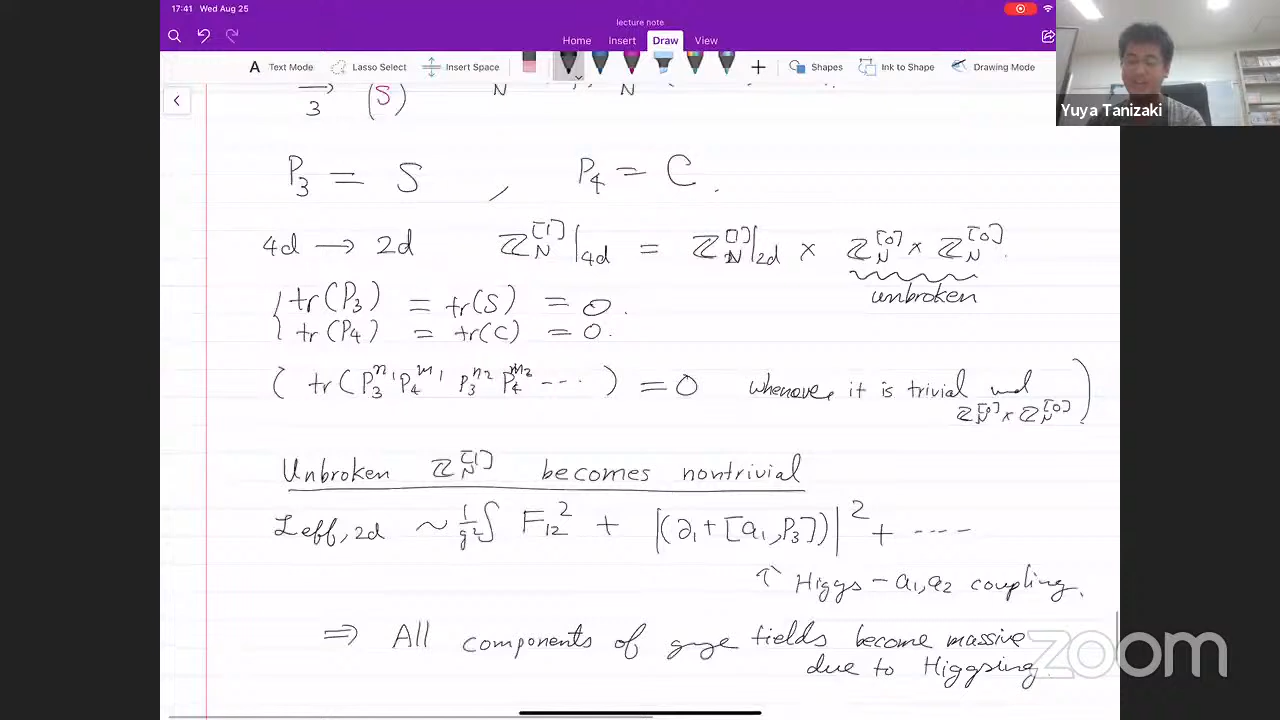 17:41 Wed Aug 25
lecture note
Home Insert Draw View
Text Mode Lasso Select Insert Space Shapes Ink to Shape Drawing Mode
Yuya Tanizaki
→ (S) N N
3
P₃ = S , P₄ = C .
4d → 2d ℤ_N^[1]|_4d = ℤ_N^[1]|_2d × ℤ_N^[0] × ℤ_N^[0] .
unbroken
{ tr(P₃) = tr(S) = 0 .
tr(P₄) = tr(C) = 0 .
( tr(P₃^n₁ P₄^m₁ P₃^n₂ P₄^m₂ ---- ) = 0 whenever it is trivial und
ℤ_N^[0] × ℤ_N^[0] )
Unbroken ℤ_N^[1] becomes nontrivial
Leff, 2d ~ 1/g² ∫ F₁₂² + |(∂₁ + [a₁, P₃])|² + ----
↑ Higgs - a₁, a₂ coupling.
⇒ All components of guge fields become massive
due to Higgsing.
zoom